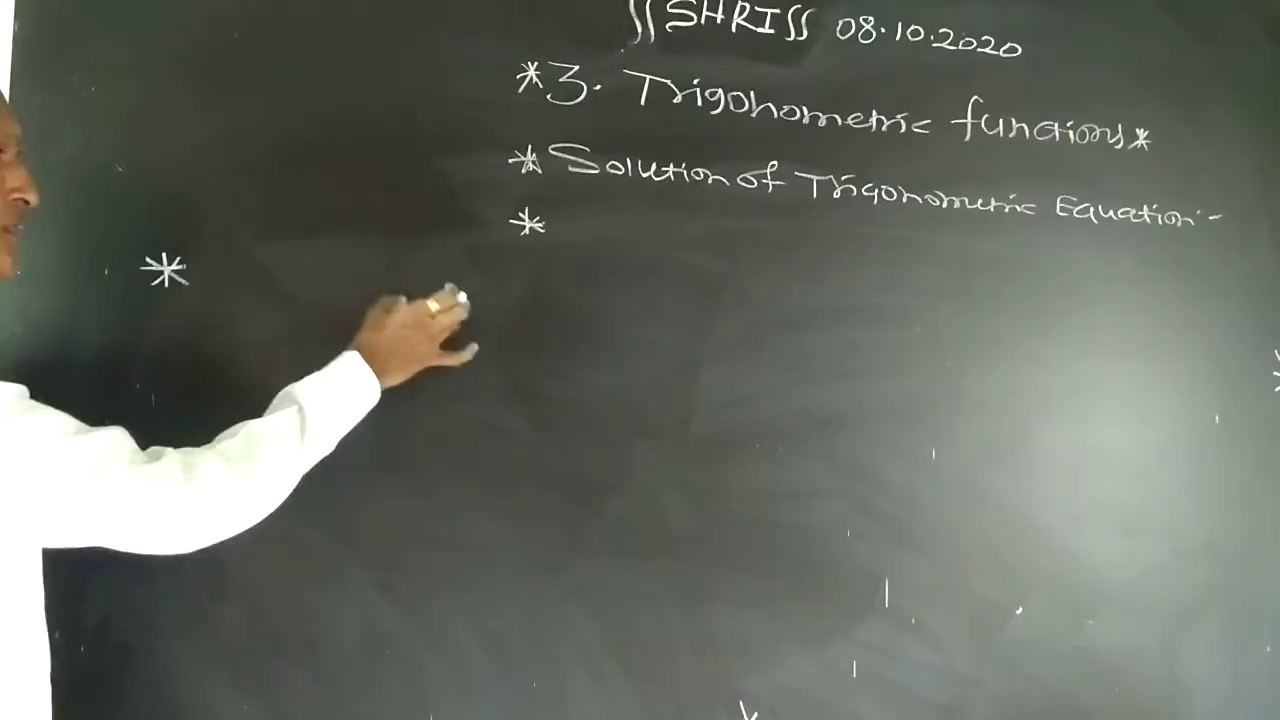 ∬ SHRI ∬ 08.10.2020
*3. Trigonometric functions*
*Solution of Trigonometric Equation:-
*
*